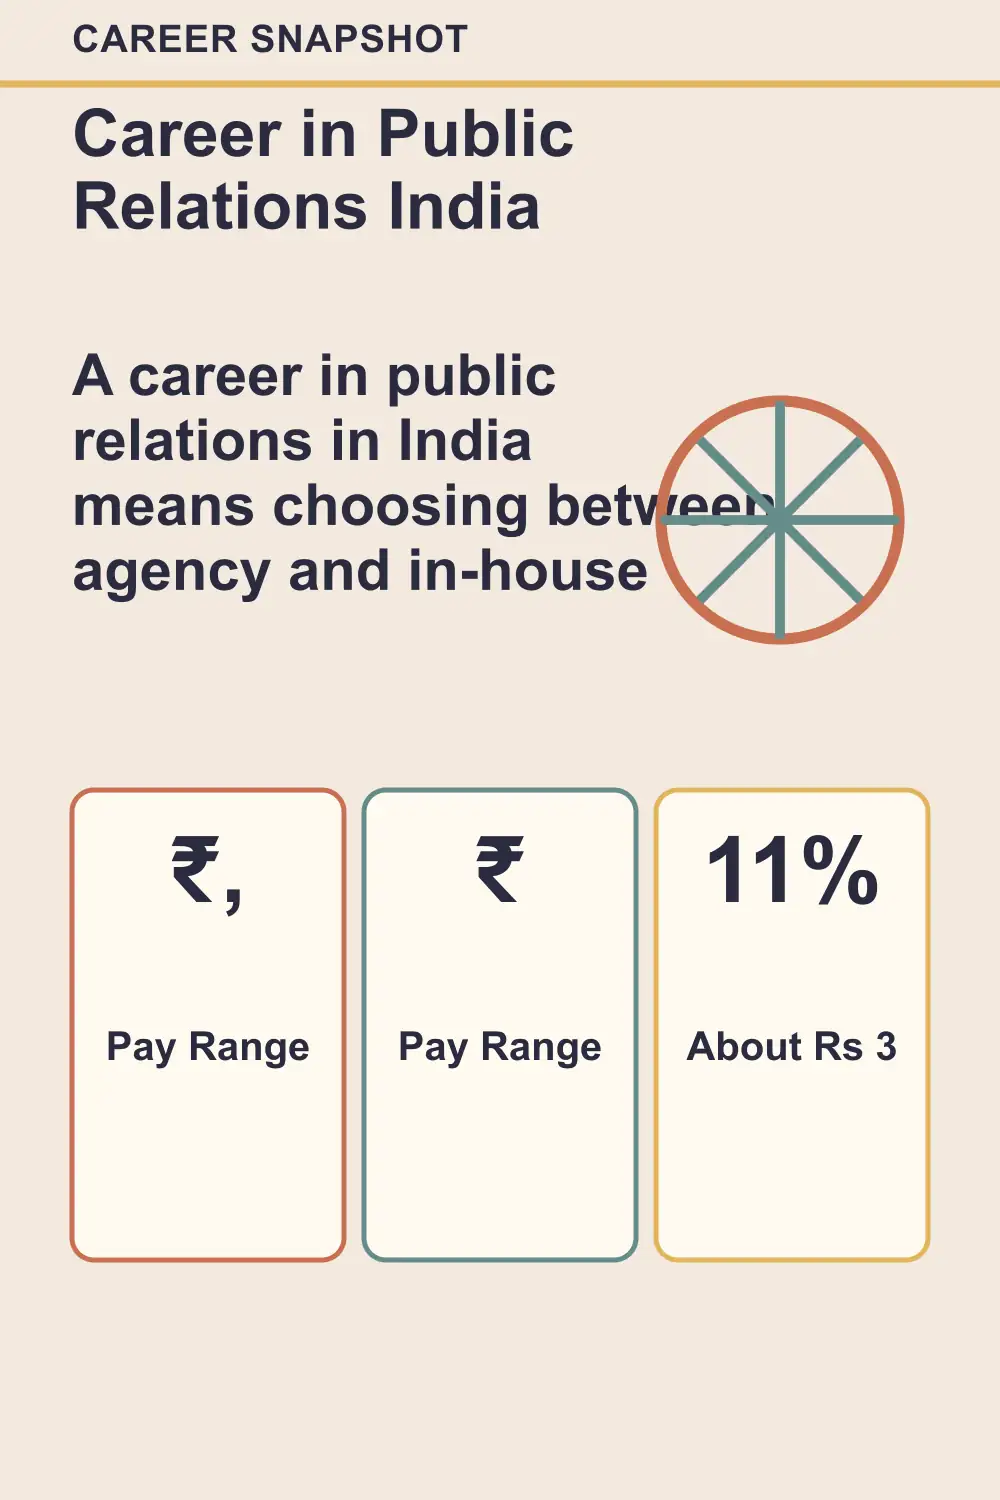 CAREER SNAPSHOT
Career in Public
Relations India
A career in public
relations in India
means choosing between
agency and in-house
₹,
₹
11%
Pay Range
Pay Range
About Rs 3